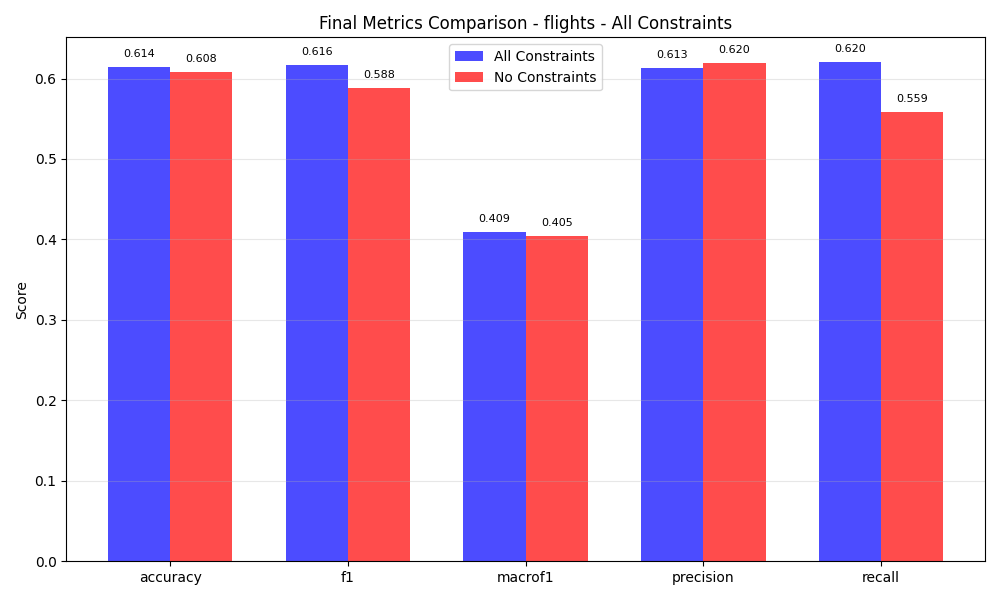 Final Metrics Comparison - flights - All Constraints
All Constraints
No Constraints
0.614
0.608
0.616
0.588
0.409
0.405
0.613
0.620
0.620
0.559
Score
0.6
0.5
0.4
0.3
0.2
0.1
0.0
accuracy
f1
macrof1
precision
recall